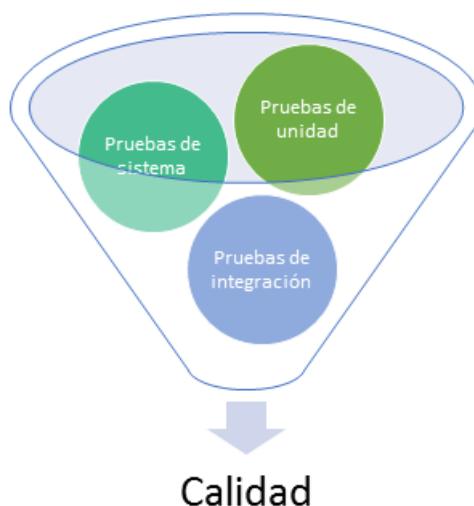 Pruebas de
unidad
Pruebas de
sistema
Pruebas de
integración
Calidad